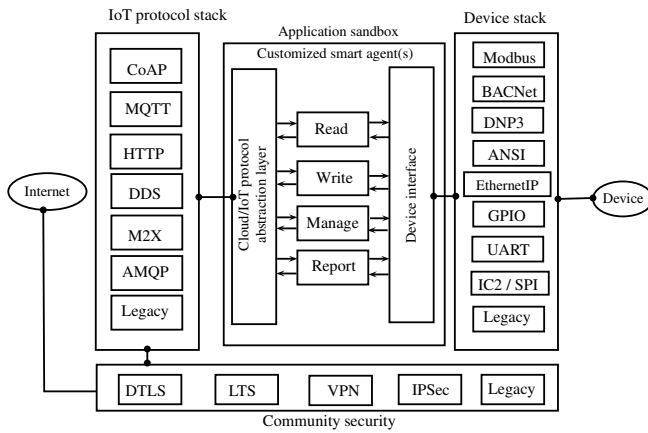 IoT protocol stack
CoAP
MQTT
HTTP
DDS
M2X
AMQP
Legacy
Internet
Application sandbox
Customized smart agent(s)
Cloud/IoT protocol
abstraction layer
Read
Write
Manage
Report
Device interface
Device stack
Modbus
BACNet
DNP3
ANSI
EthernetIP
GPIO
UART
IC2 / SPI
Legacy
Device
DTLS
LTS
VPN
IPSec
Legacy
Community security